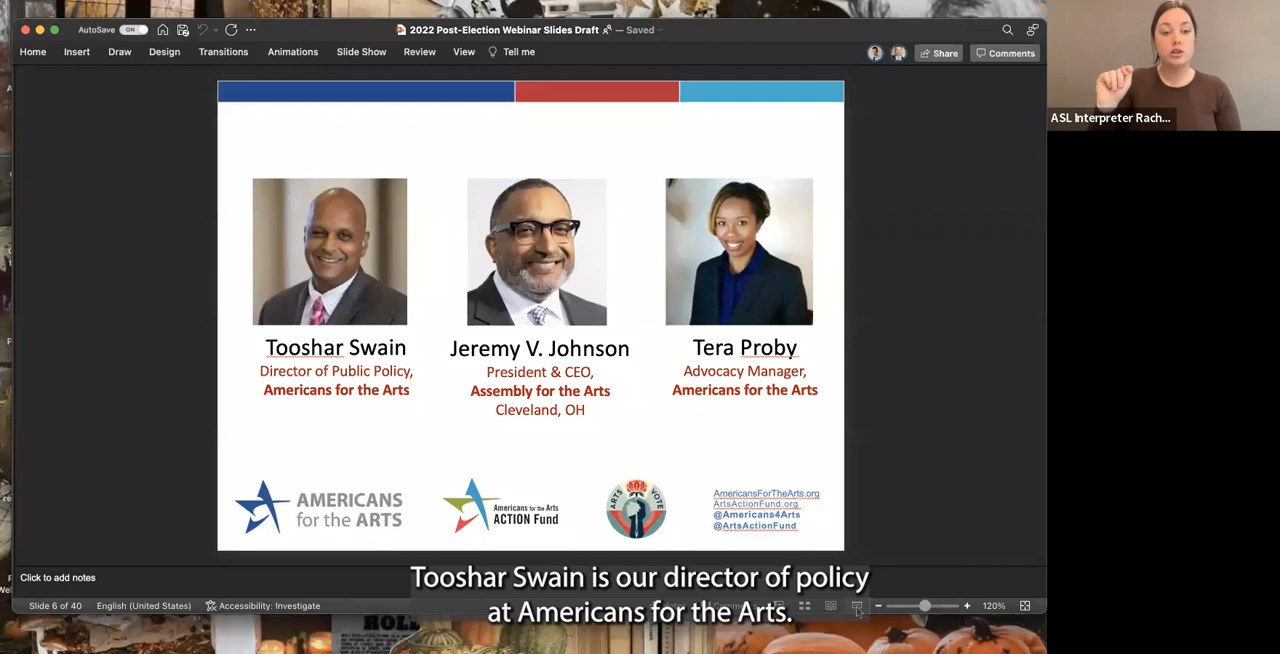 AutoSave ON
2022 Post-Election Webinar Slides Draft — Saved
Home Insert Draw Design Transitions Animations Slide Show Review View Tell me
Share Comments
ASL Interpreter Rach...
Tooshar Swain
Director of Public Policy,
Americans for the Arts
Jeremy V. Johnson
President & CEO,
Assembly for the Arts
Cleveland, OH
Tera Proby
Advocacy Manager,
Americans for the Arts
AMERICANS
for the ARTS
Americans for the Arts
ACTION Fund
ARTS VOTE
AmericansForTheArts.org
ArtsActionFund.org
@Americans4Arts
@ArtsActionFund
Click to add notes
Tooshar Swain is our director of policy
at Americans for the Arts.
Slide 6 of 40 English (United States) Accessibility: Investigate
120%